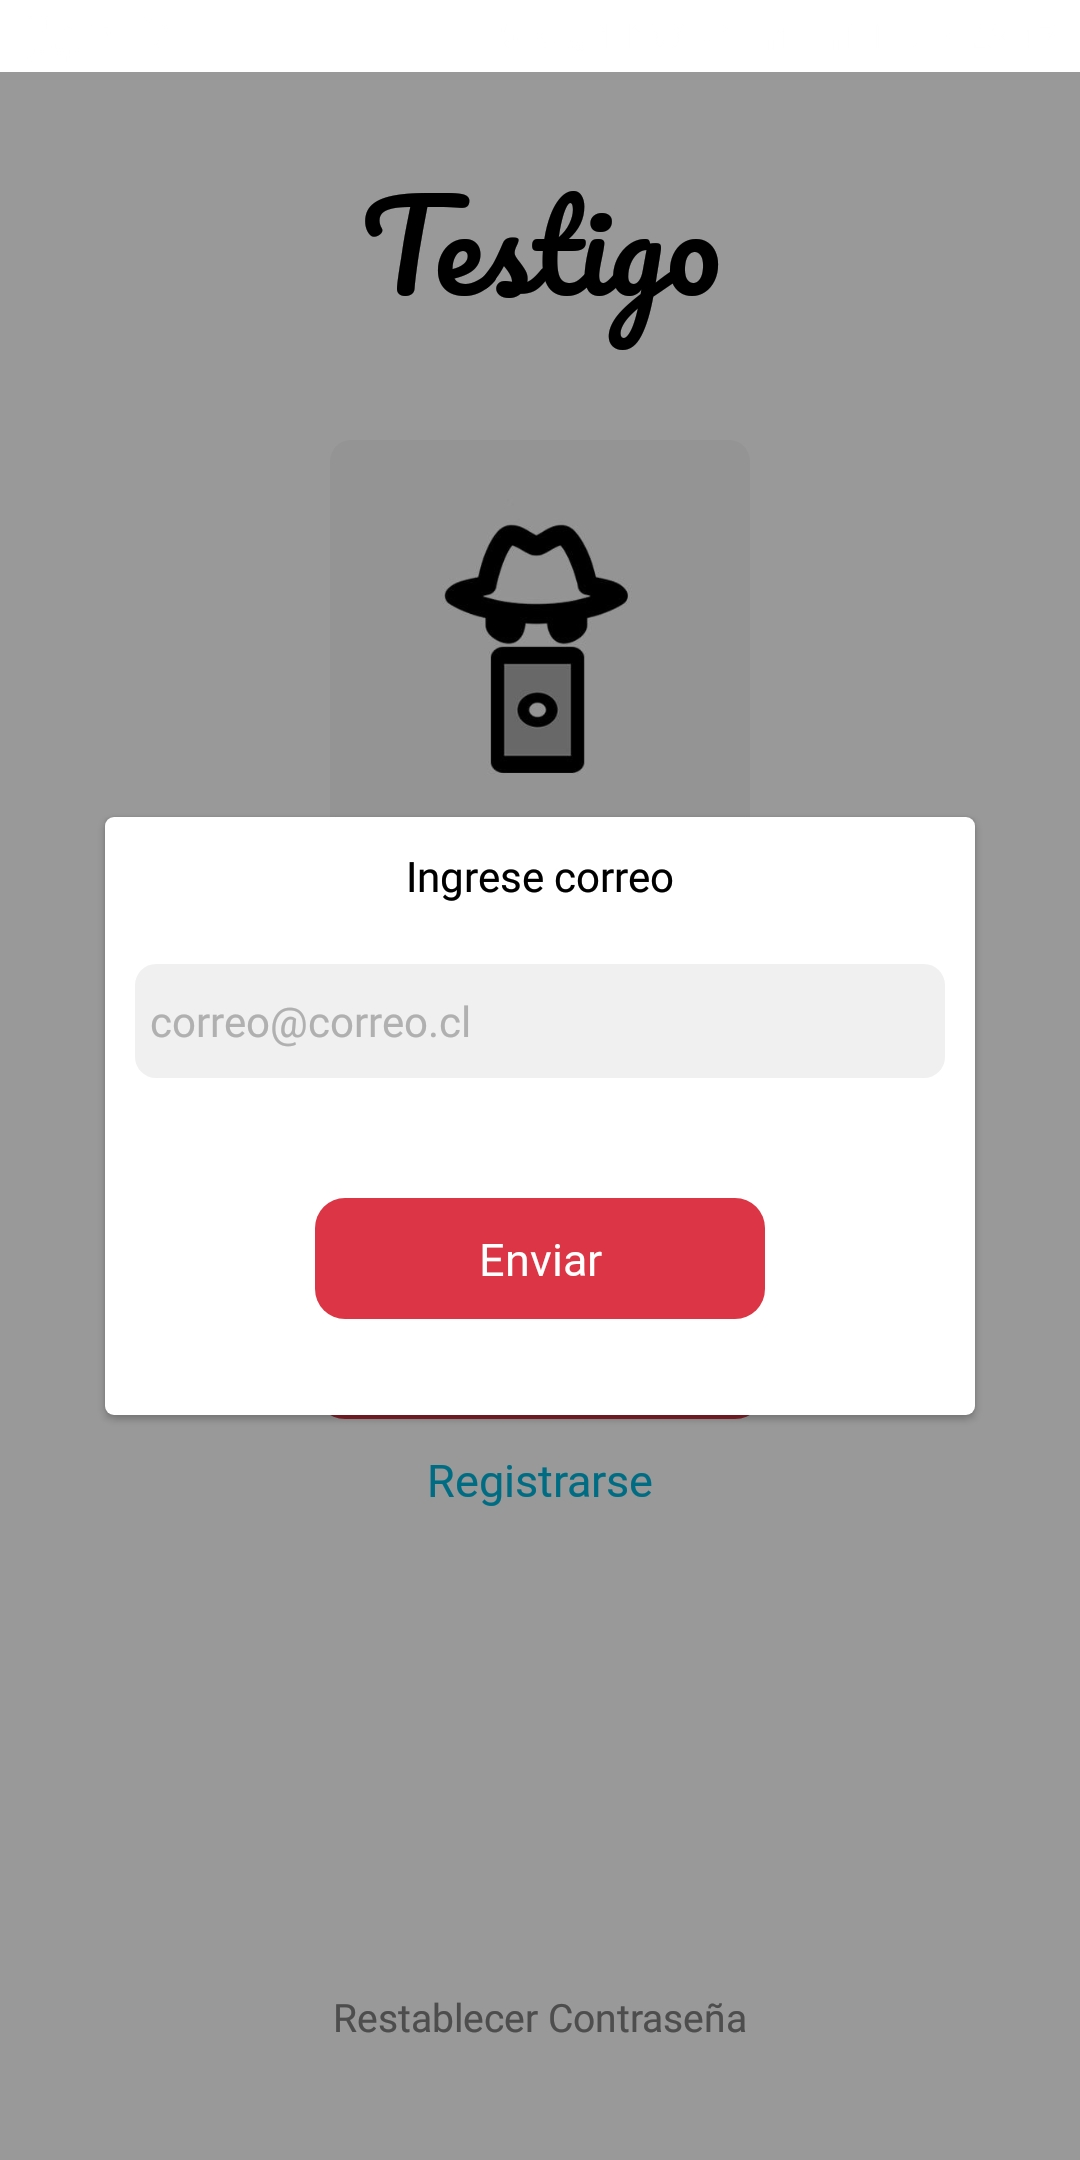 Testigo
Ingrese correo
correo@correo.cl
Enviar
Registrarse
Restablecer Contraseña